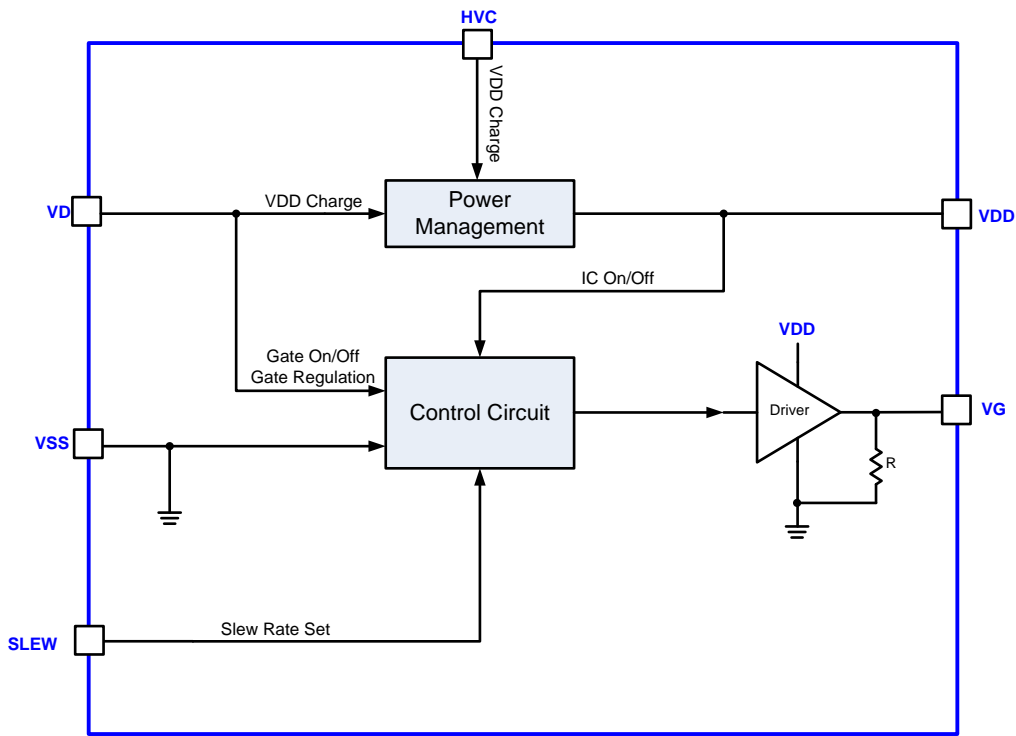 HVC
VDD Charge
VD
VDD Charge
Power
Management
VDD
IC On/Off
VDD
Gate On/Off
Gate Regulation
Control Circuit
Driver
VG
VSS
R
SLEW
Slew Rate Set